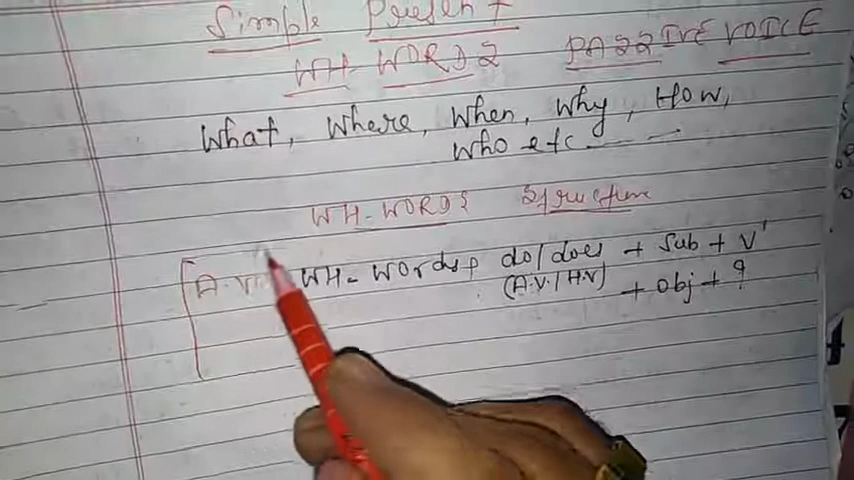 Simple Present
WH-WORDS PASSIVE VOICE
What, Where, When, Why, How,
Who etc
WH-WORDS Structure
A.V. WH-Words + do/does + Sub + V¹
(A.V./H.V) + obj + ?